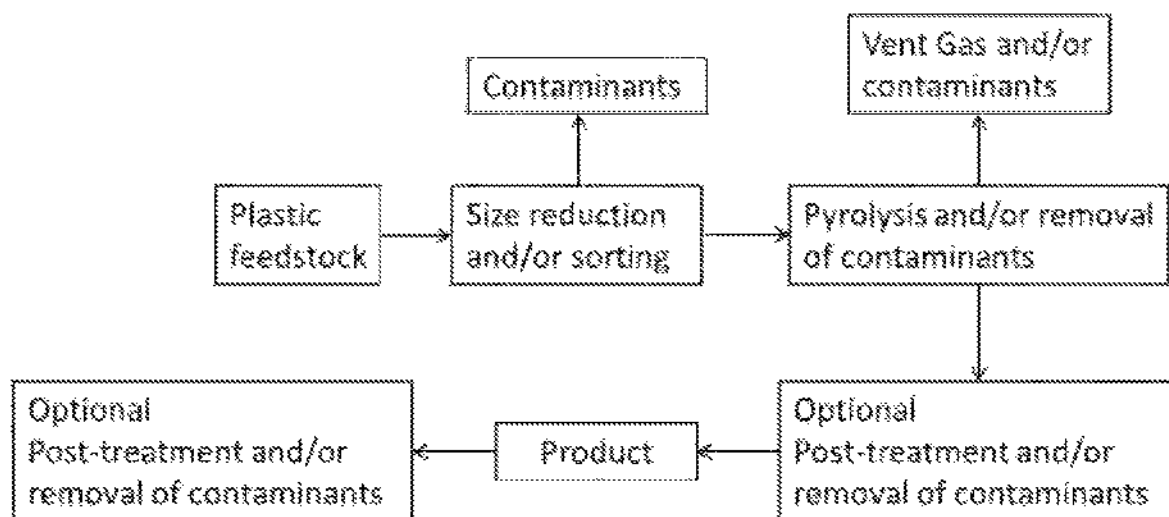 Vent Gas and/or
contaminants
Contaminants
Plastic
feedstock
Size reduction
and/or sorting
Pyrolysis and/or removal
of contaminants
Optional
Post-treatment and/or
removal of contaminants
Product
Optional
Post-treatment and/or
removal of contaminants